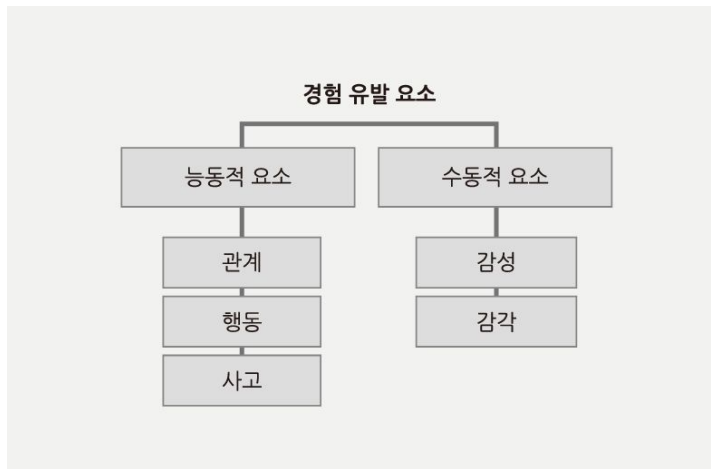 경험 유발 요소
능동적 요소
수동적 요소
관계
감성
행동
감각
사고